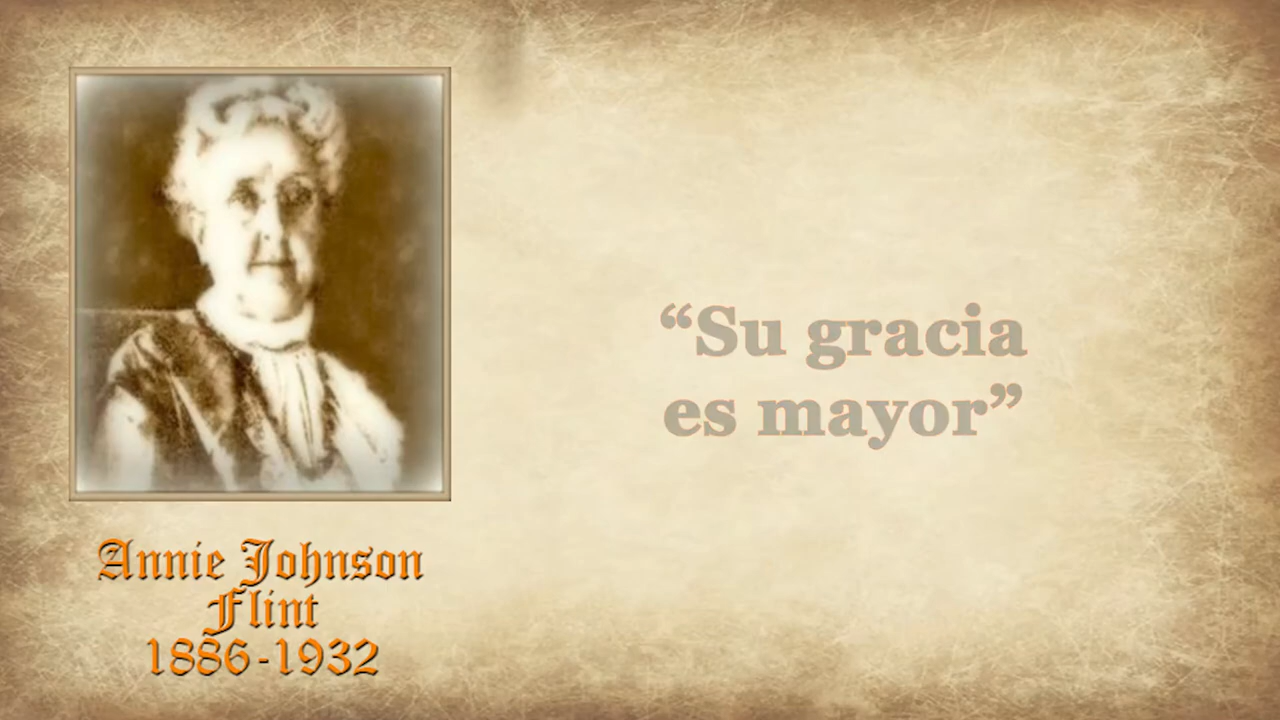 “Su gracia
es mayor”
Annie Johnson
Flint
1886-1932